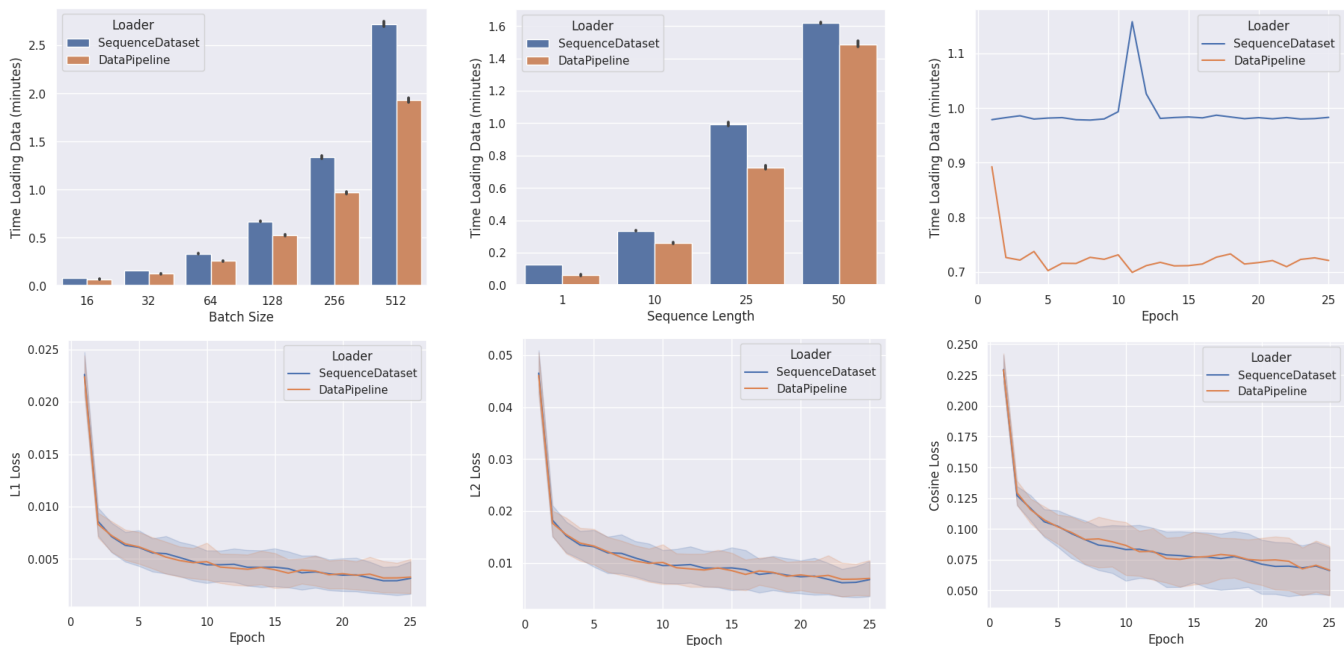 Time Loading Data (minutes)
2.5
2.0
1.5
1.0
0.5
0.0
Loader
SequenceDataset
DataPipeline
16 32 64 128 256 512
Batch Size
Time Loading Data (minutes)
1.6
1.4
1.2
1.0
0.8
0.6
0.4
0.2
0.0
Loader
SequenceDataset
DataPipeline
1 10 25 50
Sequence Length
Time Loading Data (minutes)
1.1
1.0
0.9
0.8
0.7
Loader
SequenceDataset
DataPipeline
0 5 10 15 20 25
Epoch
L1 Loss
0.025
0.020
0.015
0.010
0.005
Loader
SequenceDataset
DataPipeline
0 5 10 15 20 25
Epoch
L2 Loss
0.05
0.04
0.03
0.02
0.01
Loader
SequenceDataset
DataPipeline
0 5 10 15 20 25
Epoch
Cosine Loss
0.250
0.225
0.200
0.175
0.150
0.125
0.100
0.075
0.050
Loader
SequenceDataset
DataPipeline
0 5 10 15 20 25
Epoch